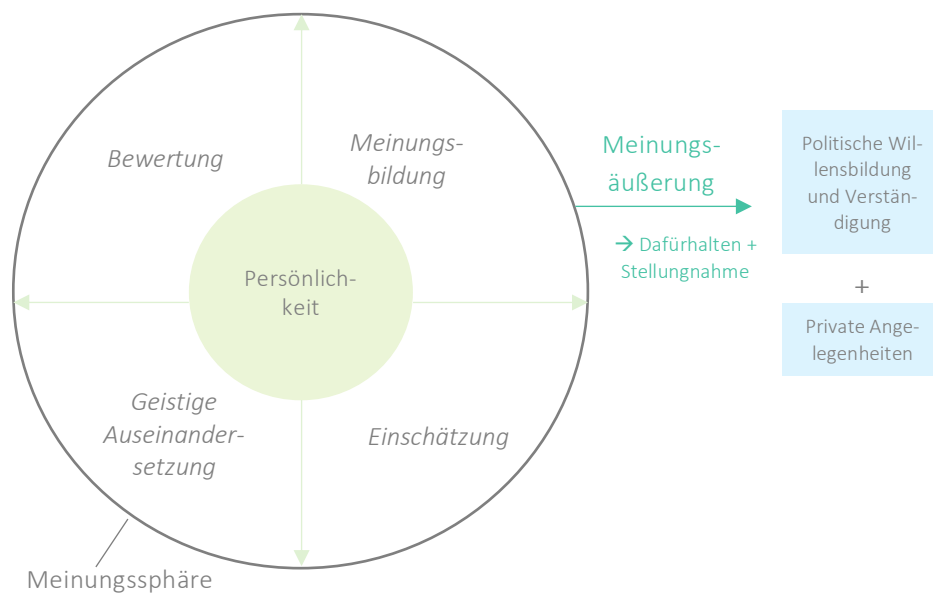 Bewertung
Meinungs-
bildung
Persönlich-
keit
Geistige
Auseinander-
setzung
Einschätzung
Meinungssphäre
Meinungs-
äußerung
→ Dafürhalten +
Stellungnahme
Politische Wil-
lensbildung
und Verstän-
digung
+
Private Ange-
legenheiten